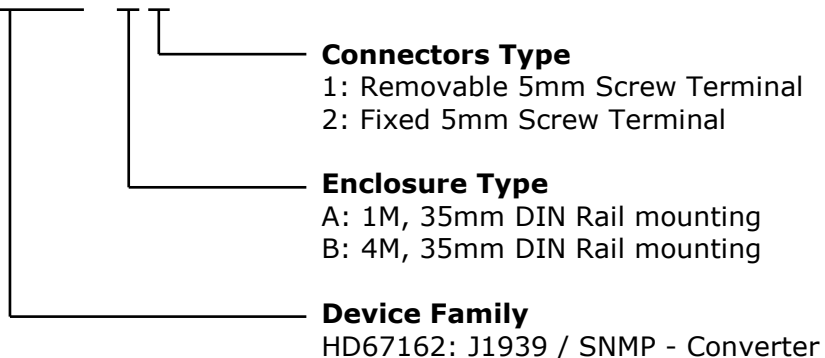 Connectors Type
1: Removable 5mm Screw Terminal
2: Fixed 5mm Screw Terminal
Enclosure Type
A: 1M, 35mm DIN Rail mounting
B: 4M, 35mm DIN Rail mounting
Device Family
HD67162: J1939 / SNMP - Converter